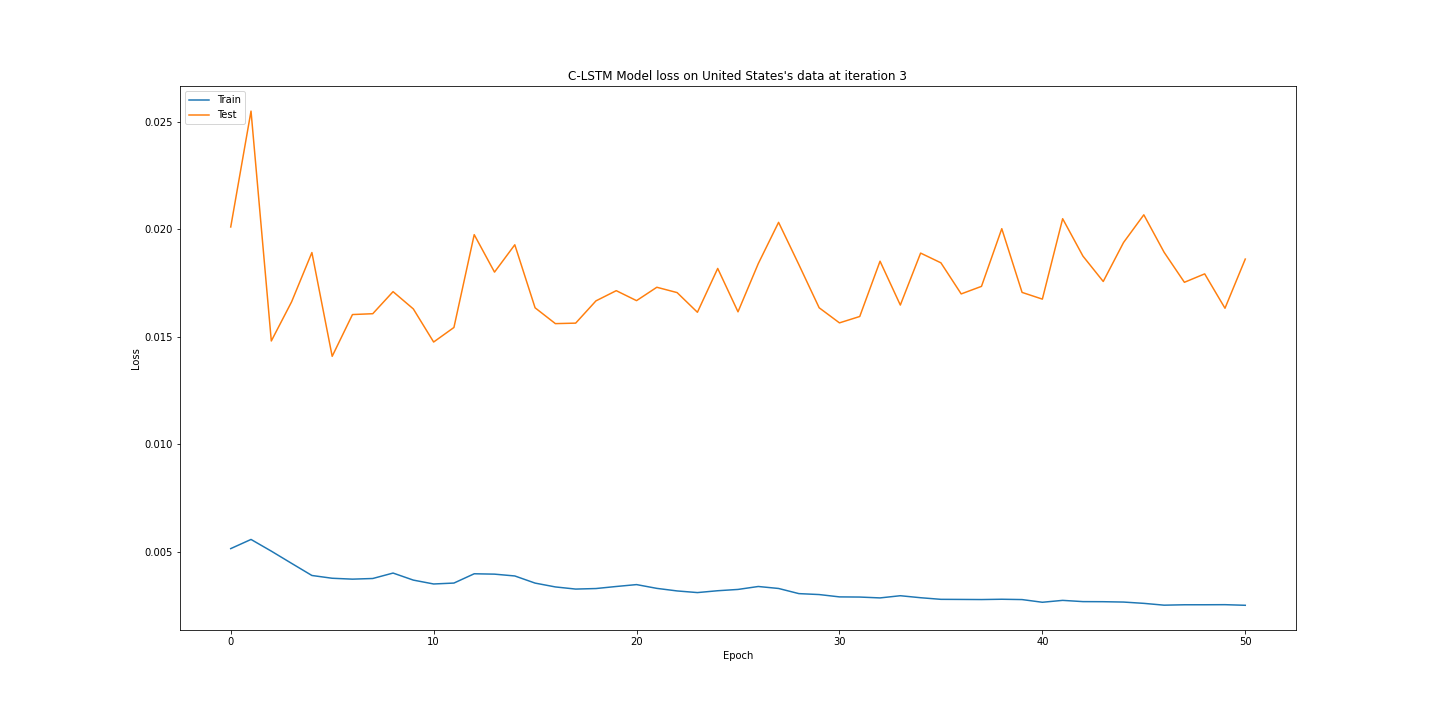 C-LSTM Model loss on United States's data at iteration 3
Train
Test
0.025
0.020
0.015
0.010
0.005
Loss
0 10 20 30 40 50
Epoch